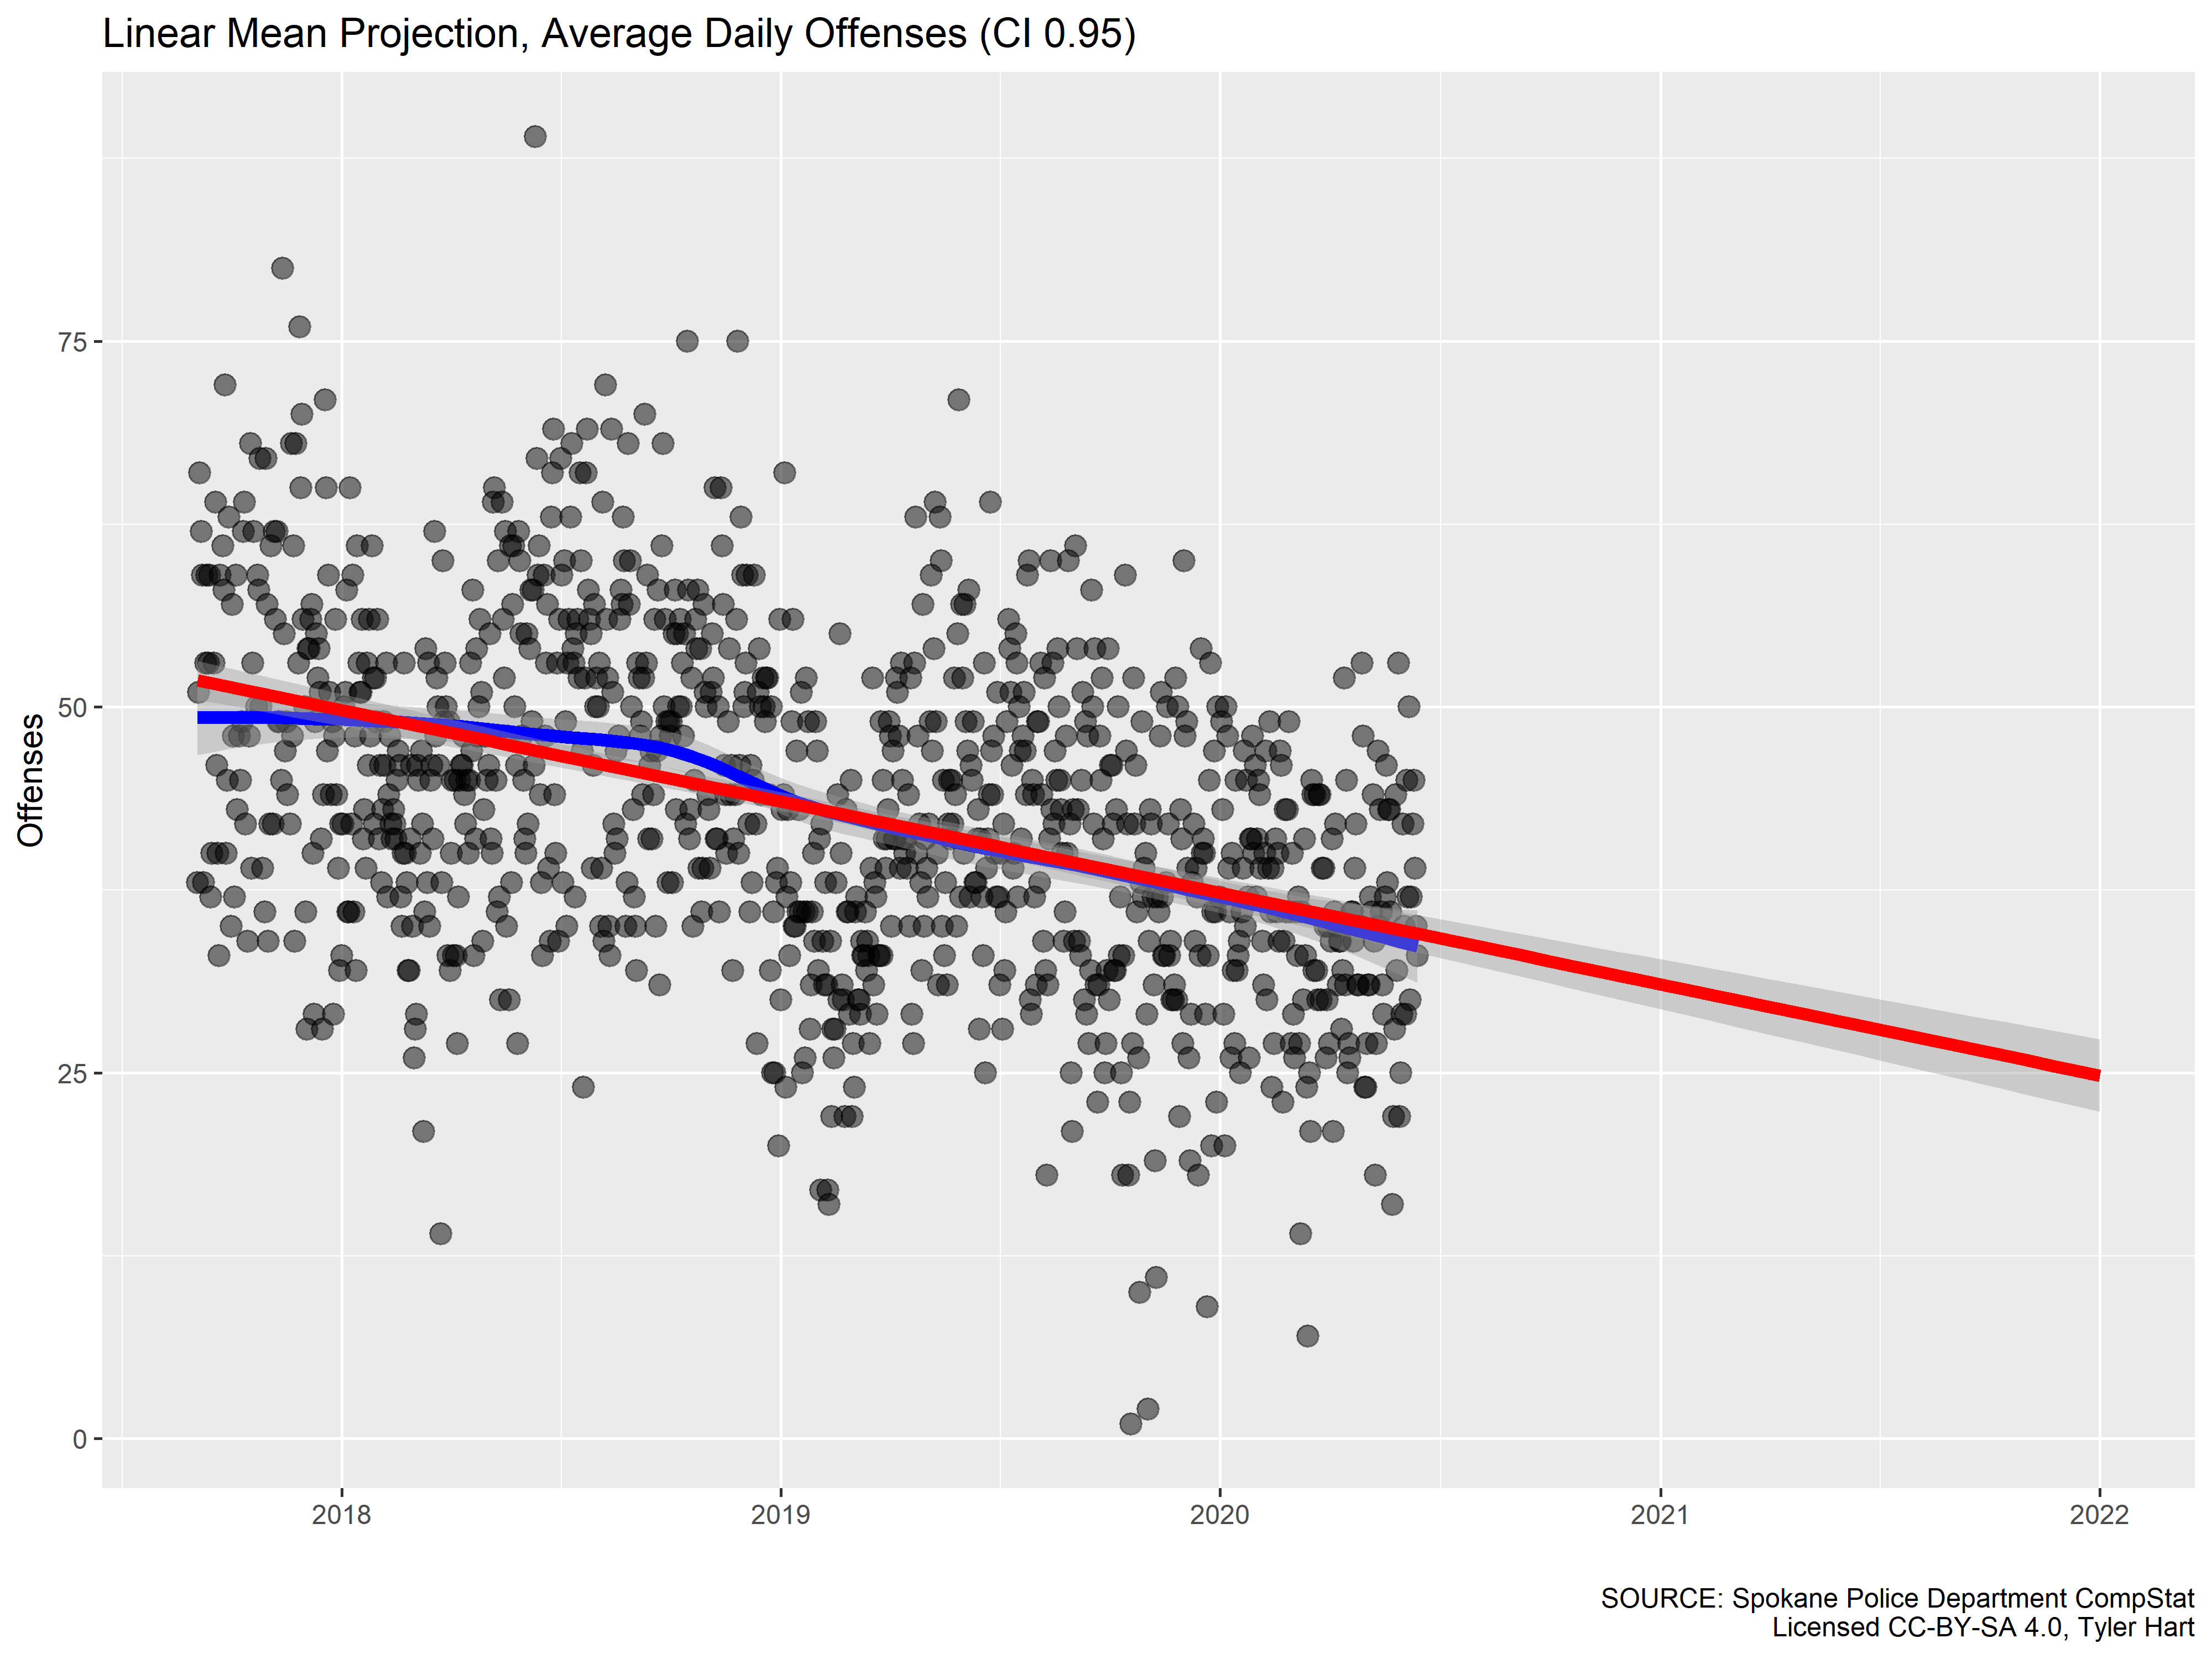 Linear Mean Projection, Average Daily Offenses (CI 0.95)
75
50
25
0
Offenses
2018
2019
2020
2021
2022
SOURCE: Spokane Police Department CompStat
Licensed CC-BY-SA 4.0, Tyler Hart